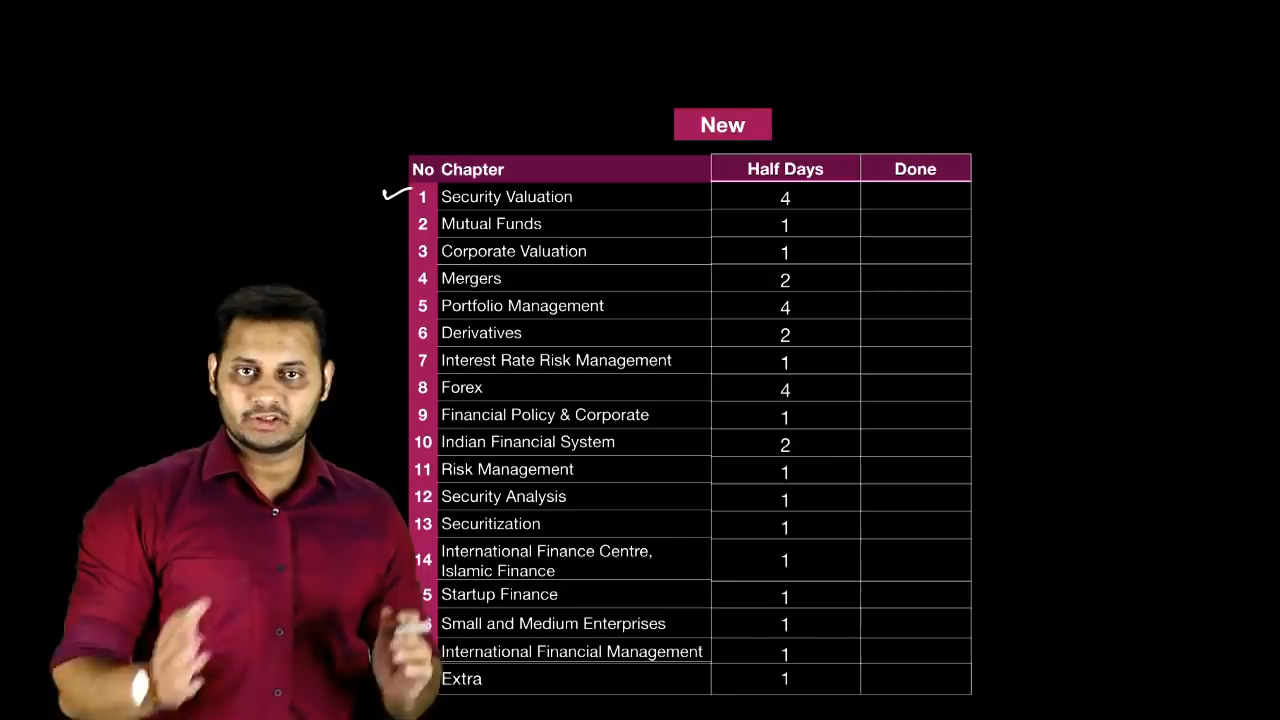 New
No Chapter Half Days Done
1 Security Valuation 4
2 Mutual Funds 1
3 Corporate Valuation 1
4 Mergers 2
5 Portfolio Management 4
6 Derivatives 2
7 Interest Rate Risk Management 1
8 Forex 4
9 Financial Policy & Corporate 1
10 Indian Financial System 2
11 Risk Management 1
12 Security Analysis 1
13 Securitization 1
14 International Finance Centre,
Islamic Finance 1
5 Startup Finance 1
Small and Medium Enterprises 1
International Financial Management 1
Extra 1